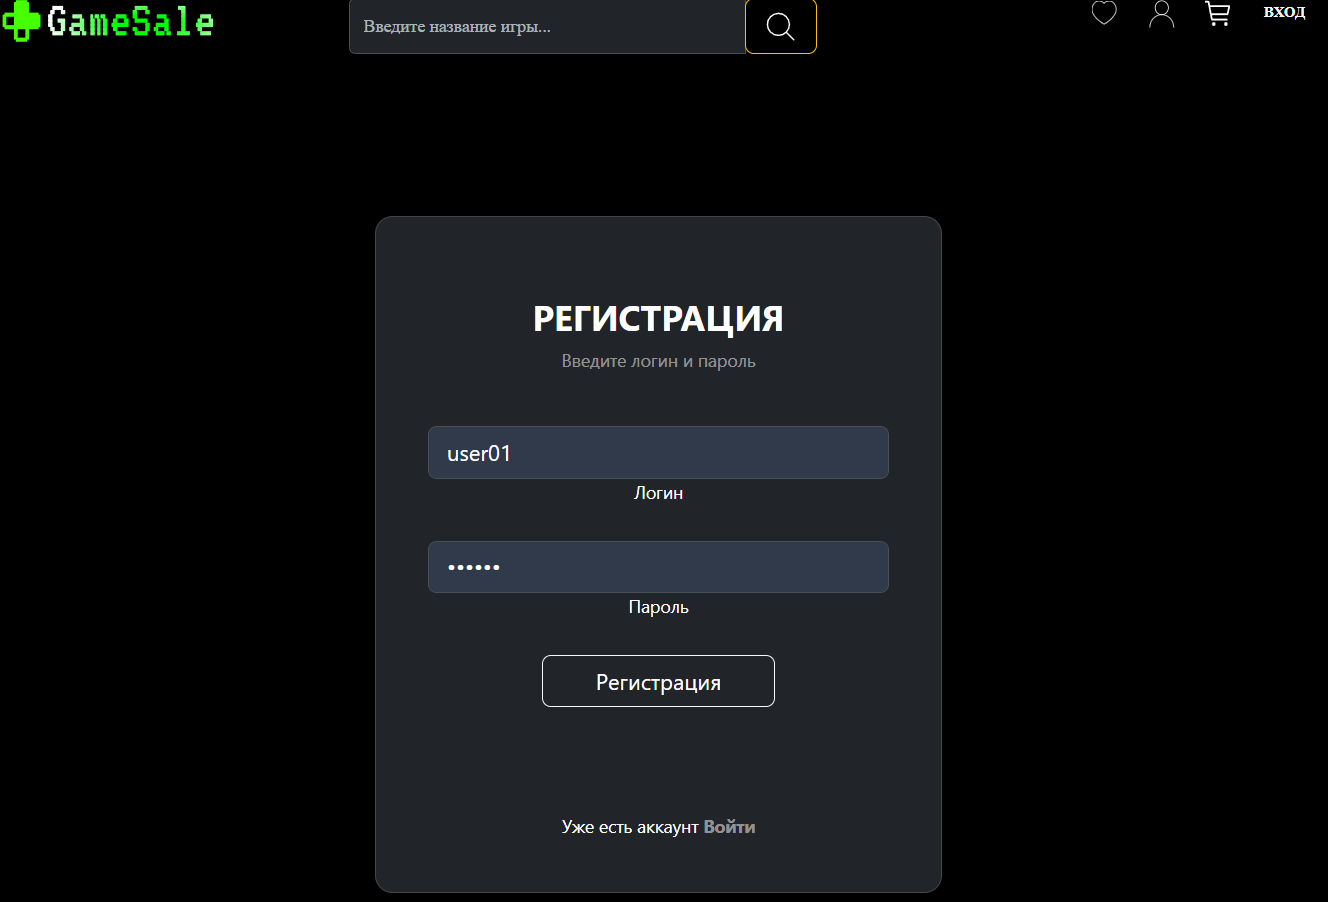 GameSale
Введите название игры...
ВХОД
РЕГИСТРАЦИЯ
Введите логин и пароль
user01
••••••
Логин
Пароль
Регистрация
Уже есть аккаунт Войти